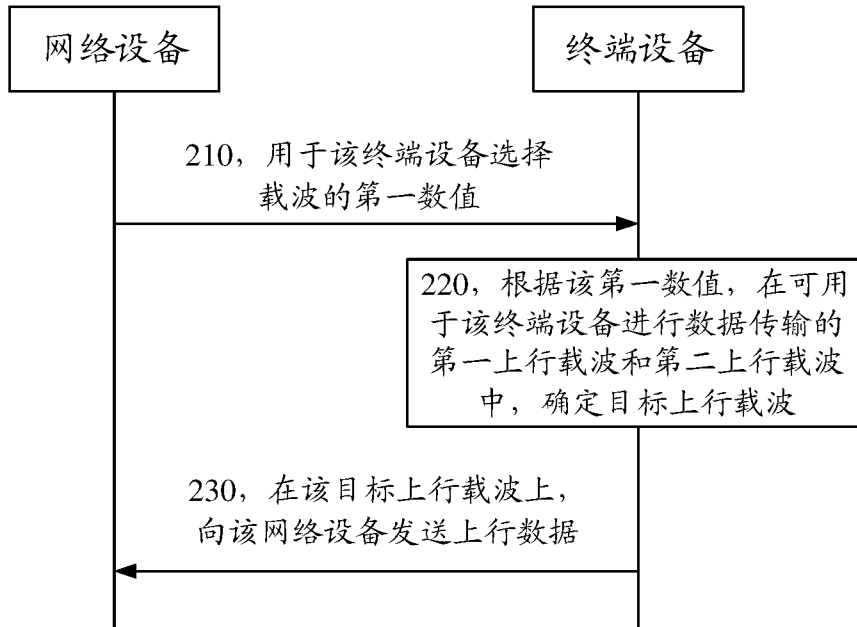 网络设备
终端设备
210，用于该终端设备选择
载波的第一数值
220，根据该第一数值，在可用
于该终端设备进行数据传输的
第一上行载波和第二上行载波
中，确定目标上行载波
230，在该目标上行载波上，
向该网络设备发送上行数据